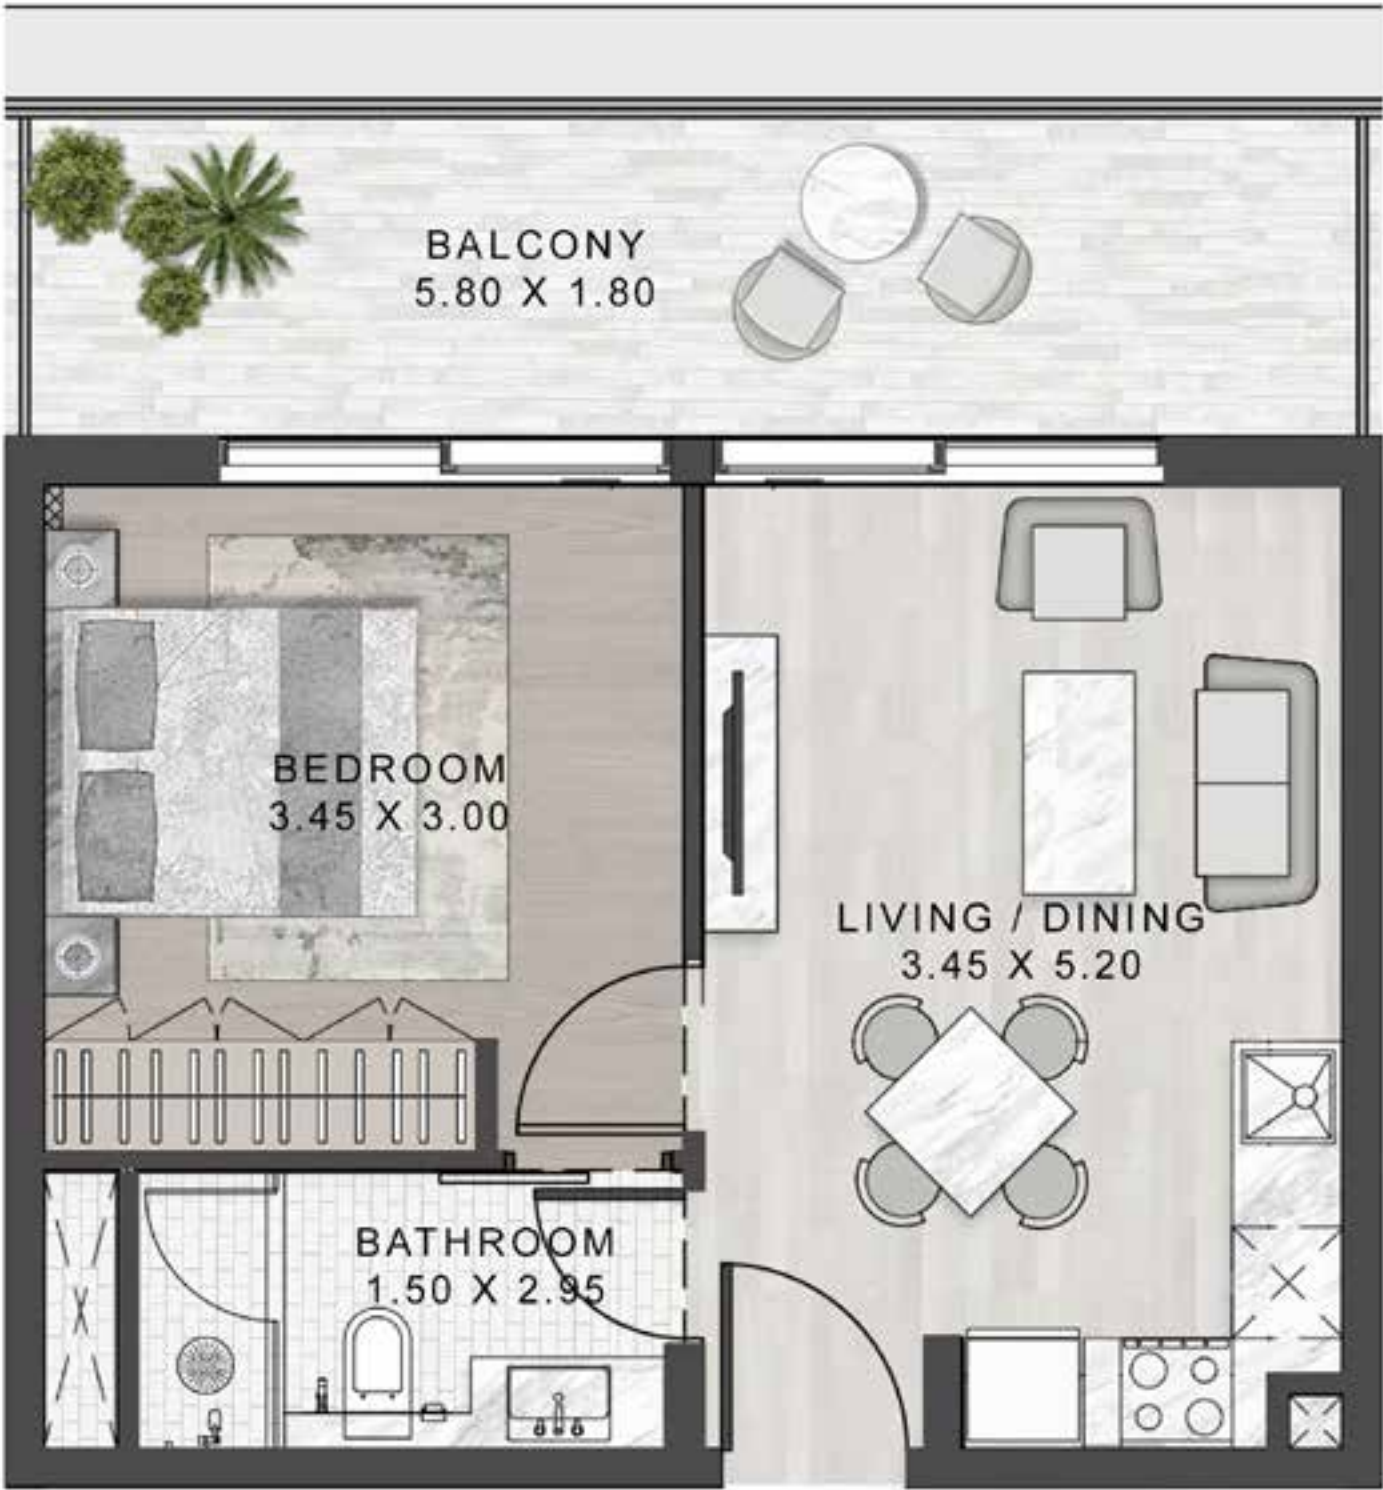 BALCONY
5.80 X 1.80
BEDROOM
3.45 X 3.00
LIVING / DINING
3.45 X 5.20
BATHROOM
1.50 X 2.95